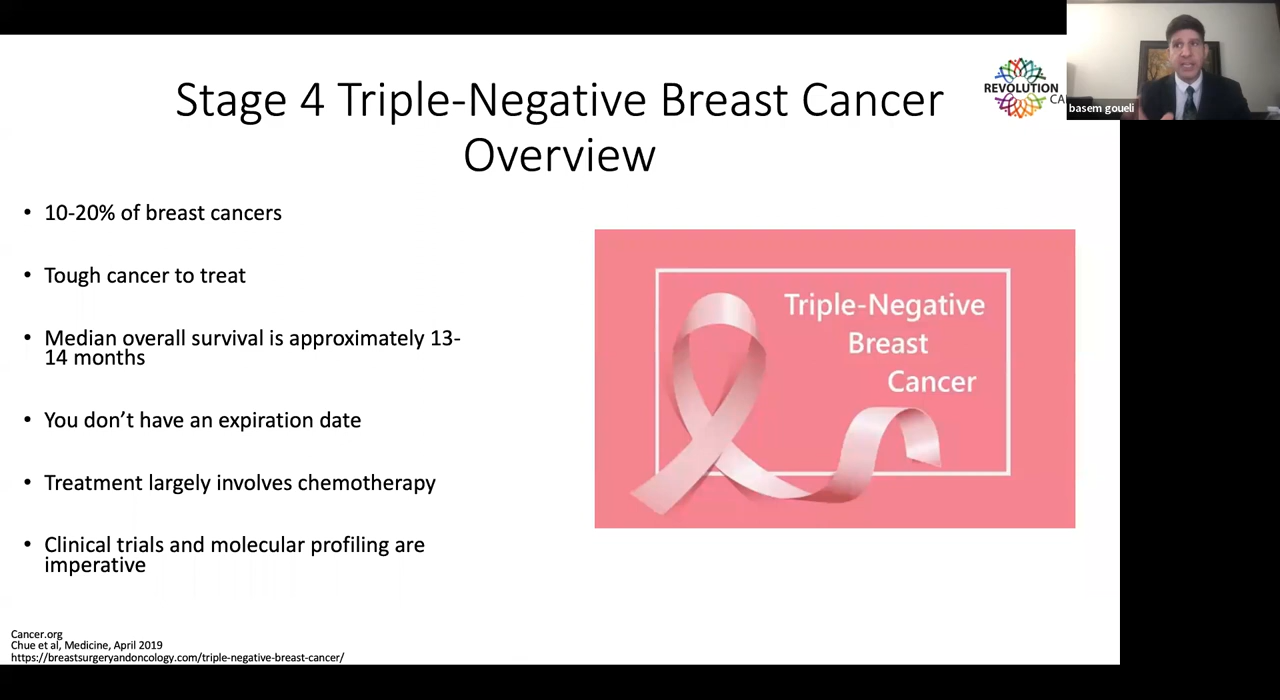 Stage 4 Triple-Negative Breast Cancer
Overview
REVOLUTION
CA
basem goueli
• 10-20% of breast cancers
• Tough cancer to treat
• Median overall survival is approximately 13-
14 months
• You don’t have an expiration date
• Treatment largely involves chemotherapy
• Clinical trials and molecular profiling are
imperative
Triple-Negative
Breast
Cancer
Cancer.org
Chue et al, Medicine, April 2019
https://breastsurgeryandoncology.com/triple-negative-breast-cancer/